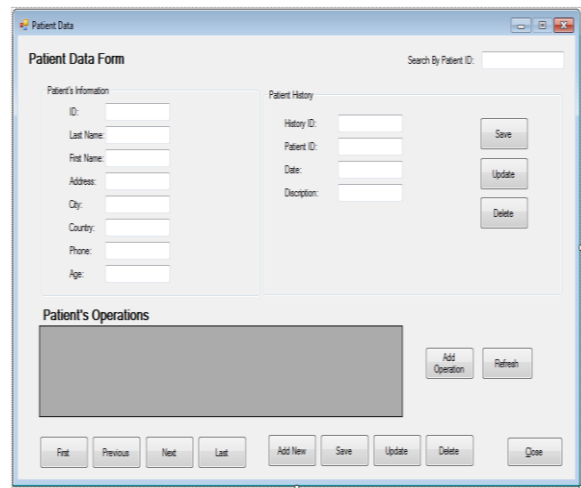 Patient Data
Patient Data Form
Search By Patient ID:
Patient's Information
ID:
Last Name:
First Name:
Address:
City:
Country:
Phone:
Age:
Patient History
History ID:
Patient ID:
Date:
Discription:
Save
Update
Delete
Patient's Operations
Add
Operation
Refresh
First
Previous
Next
Last
Add New
Save
Update
Delete
Close